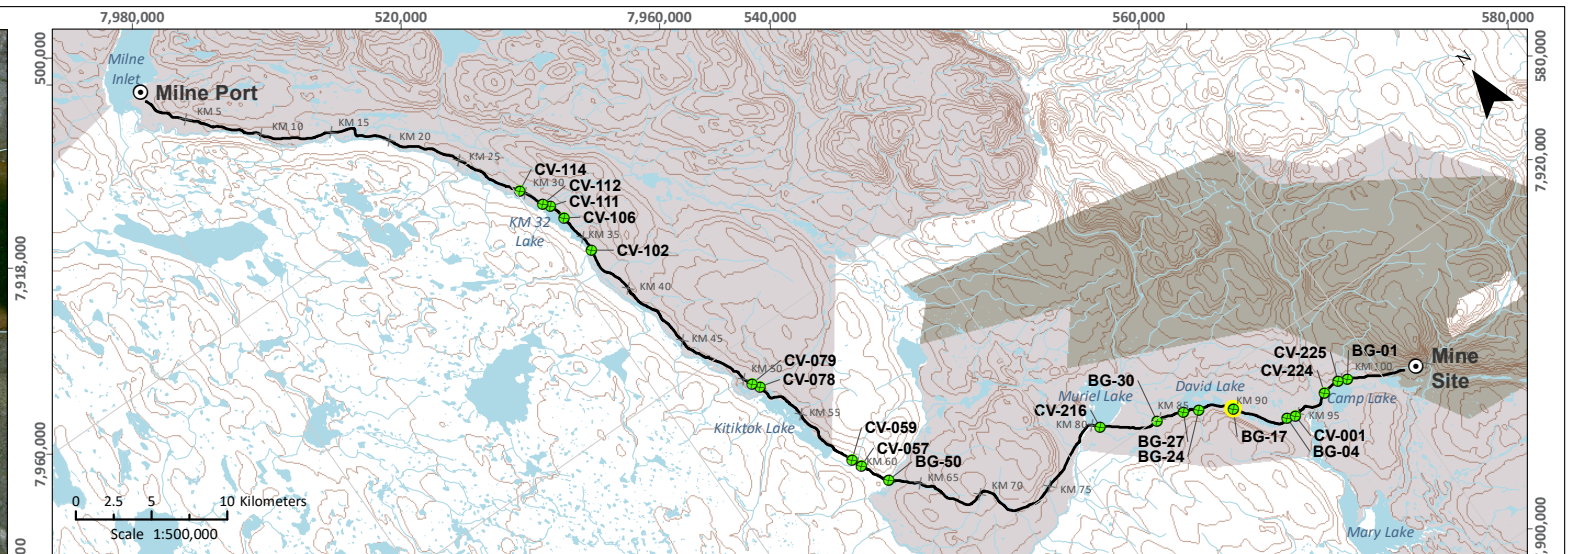 7,980,000
520,000
7,960,000
540,000
560,000
580,000
500,000
580,000
Milne
Inlet
Milne Port
N
KM 5
KM 10
KM 15
KM 20
KM 25
7,920,000
CV-114
KM 30
CV-112
CV-111
CV-106
KM 32
Lake
KM 35
CV-102
7,918,000
KM 40
KM 45
CV-079
KM 50
CV-078
CV-225
BG-01
Mine
Site
CV-224
KM 100
BG-30
David Lake
Muriel Lake
Camp Lake
KM 85
KM 90
CV-216
KM 95
KM 80
KM 55
Kitiktok Lake
BG-27
BG-24
BG-17
CV-001
BG-04
CV-059
CV-057
KM 60
BG-50
KM 65
KM 70
KM 75
7,960,000
0 2.5 5 10 Kilometers
Scale 1:500,000
Mary Lake